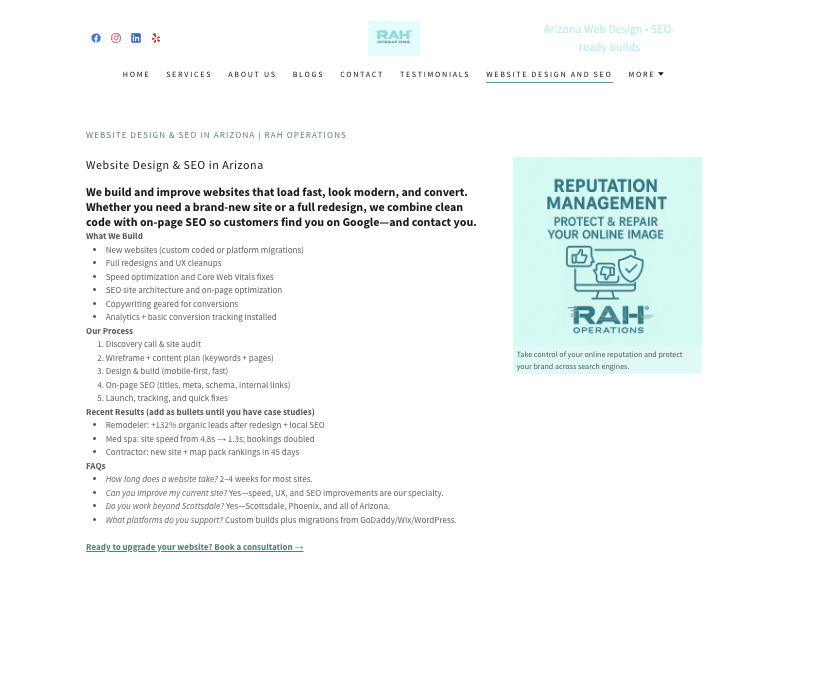 Arizona Web Design • SEO-
ready builds
RAH
OPERATIONS
HOME SERVICES ABOUT US BLOGS CONTACT TESTIMONIALS WEBSITE DESIGN AND SEO MORE
WEBSITE DESIGN & SEO IN ARIZONA | RAH OPERATIONS
Website Design & SEO in Arizona
We build and improve websites that load fast, look modern, and convert.
Whether you need a brand-new site or a full redesign, we combine clean
code with on-page SEO so customers find you on Google—and contact you.
What We Build
• New websites (custom coded or platform migrations)
• Full redesigns and UX cleanups
• Speed optimization and Core Web Vitals fixes
• SEO site architecture and on-page optimization
• Copywriting geared for conversions
• Analytics + basic conversion tracking installed
Our Process
1. Discovery call & site audit
2. Wireframe + content plan (keywords + pages)
3. Design & build (mobile-first, fast)
4. On-page SEO (titles, meta, schema, internal links)
5. Launch, tracking, and quick fixes
Recent Results (add as bullets until you have case studies)
• Remodeler: +132% organic leads after redesign + local SEO
• Med spa: site speed from 4.8s → 1.3s; bookings doubled
• Contractor: new site + map pack rankings in 45 days
FAQs
• How long does a website take? 2–4 weeks for most sites.
• Can you improve my current site? Yes—speed, UX, and SEO improvements are our specialty.
• Do you work beyond Scottsdale? Yes—Scottsdale, Phoenix, and all of Arizona.
• What platforms do you support? Custom builds plus migrations from GoDaddy/Wix/WordPress.
Ready to upgrade your website? Book a consultation →
REPUTATION
MANAGEMENT
PROTECT & REPAIR
YOUR ONLINE IMAGE
RAH
OPERATIONS
Take control of your online reputation and protect
your brand across search engines.